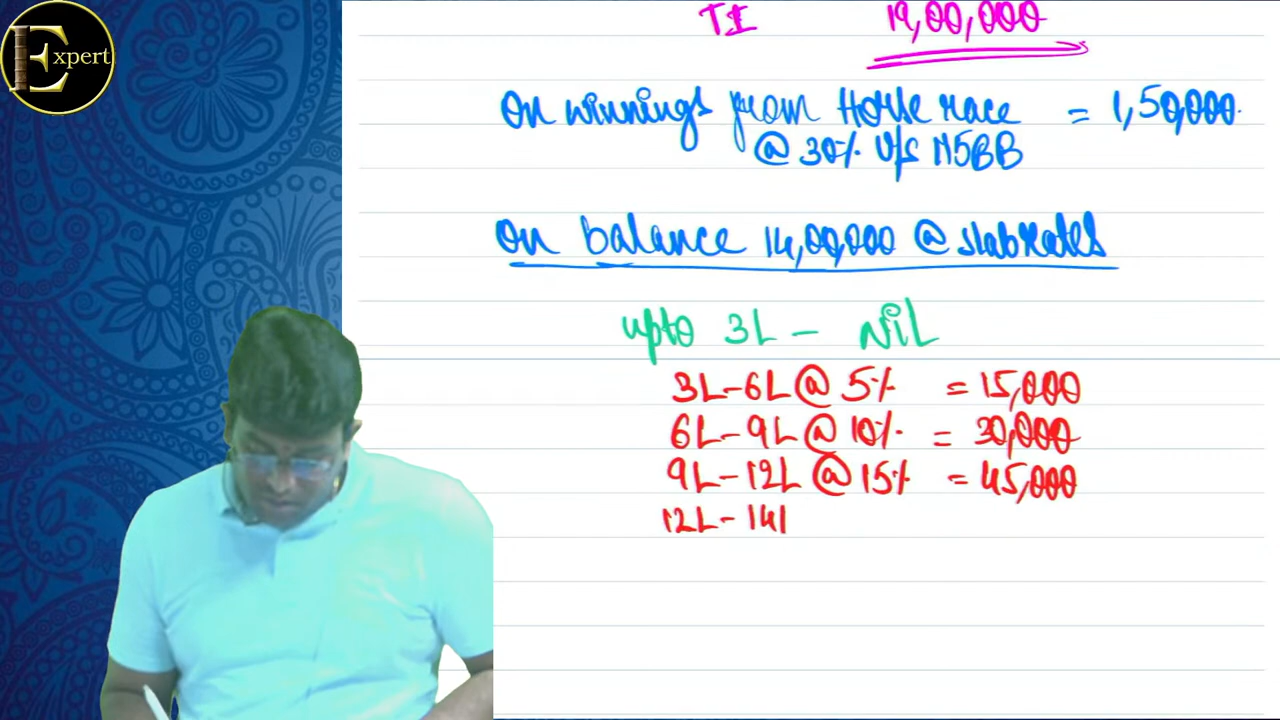 Expert
TI 19,00,000
On winnings from Horse race = 1,50,000
@ 30% U/s 115BB
On balance 14,00,000 @ slab rates
upto 3L - NIL
3L-6L @ 5% = 15,000
6L-9L @ 10% = 30,000
9L-12L @ 15% = 45,000
12L-14L